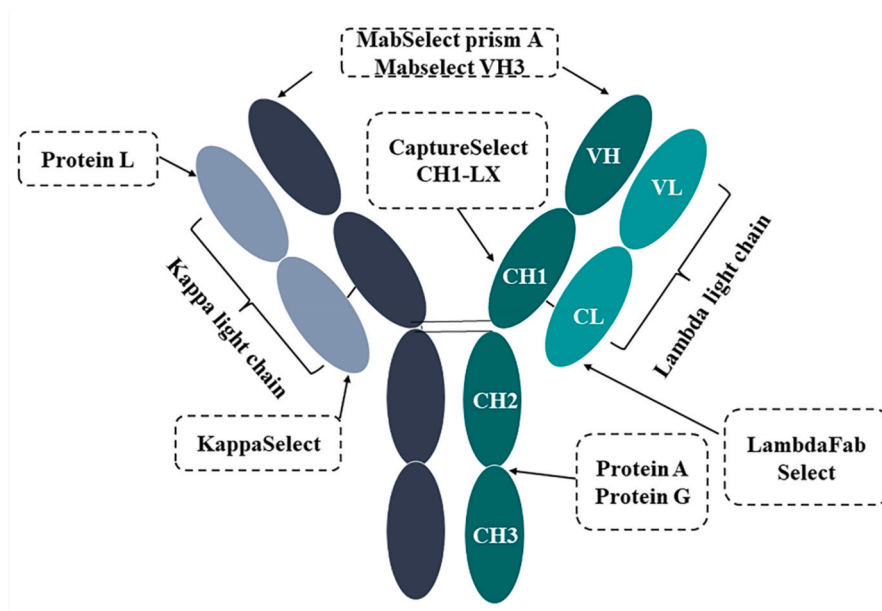 MabSelect prism A
Mabselect VH3
Protein L
CaptureSelect
CH1-LX
VH
VL
CH1
CL
Kappa light chain
Lambda light chain
CH2
KappaSelect
LambdaFab
Select
Protein A
Protein G
CH3